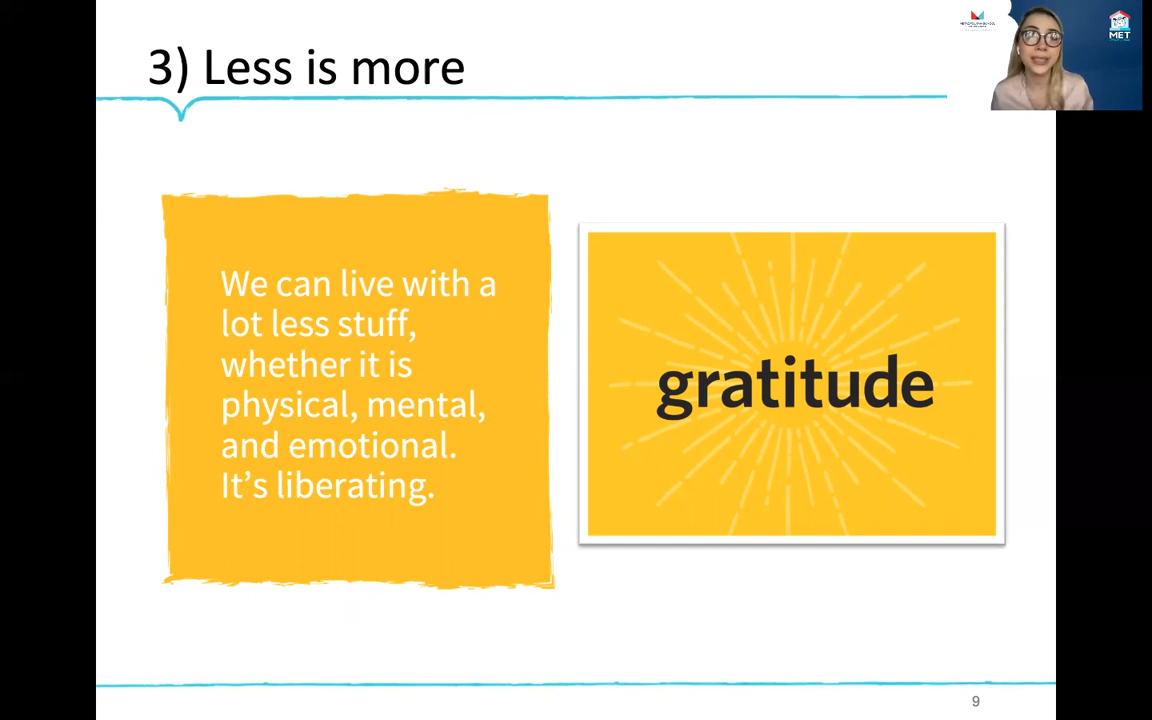 3) Less is more
We can live with a
lot less stuff,
whether it is
physical, mental,
and emotional.
It’s liberating.
gratitude
MET
9